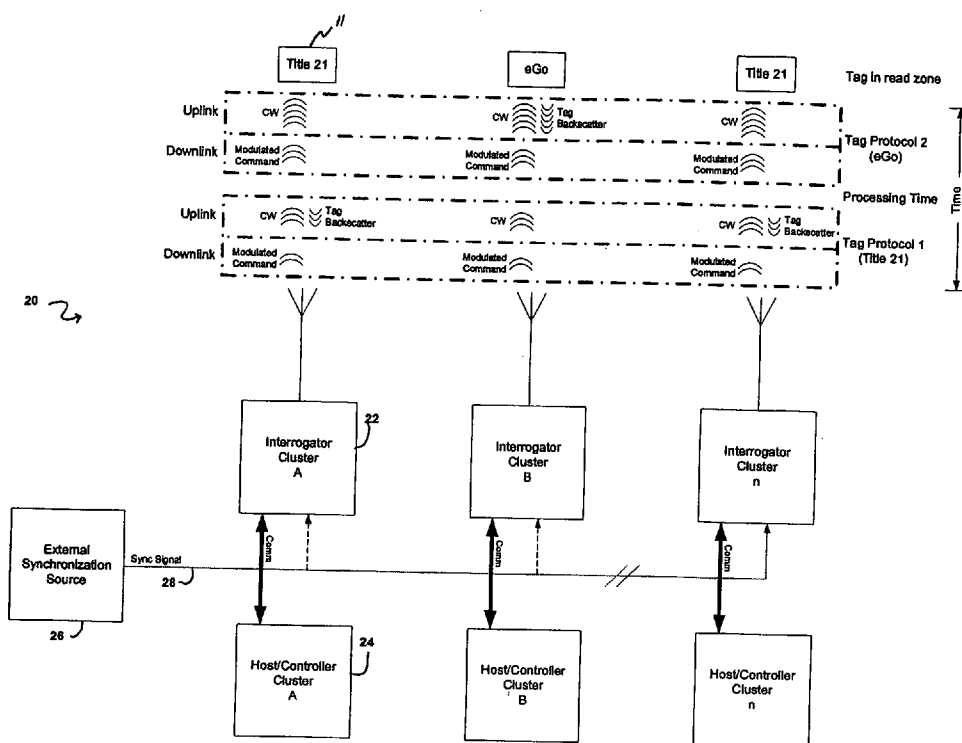 11
Title 21
eGo
Title 21
Tag in read zone
Uplink
CW
CW
Tag
Backscatter
CW
Tag Protocol 2
(eGo)
Downlink
Modulated
Command
Modulated
Command
Modulated
Command
Processing Time
Time
Uplink
CW
Tag
Backscatter
CW
CW
Tag
Backscatter
Tag Protocol 1
(Title 21)
Downlink
Modulated
Command
Modulated
Command
Modulated
Command
20
22
Interrogator
Cluster
A
Interrogator
Cluster
B
Interrogator
Cluster
n
External
Synchronization
Source
Sync Signal
28
Comm
Comm
Comm
26
24
Host/Controller
Cluster
A
Host/Controller
Cluster
B
Host/Controller
Cluster
n